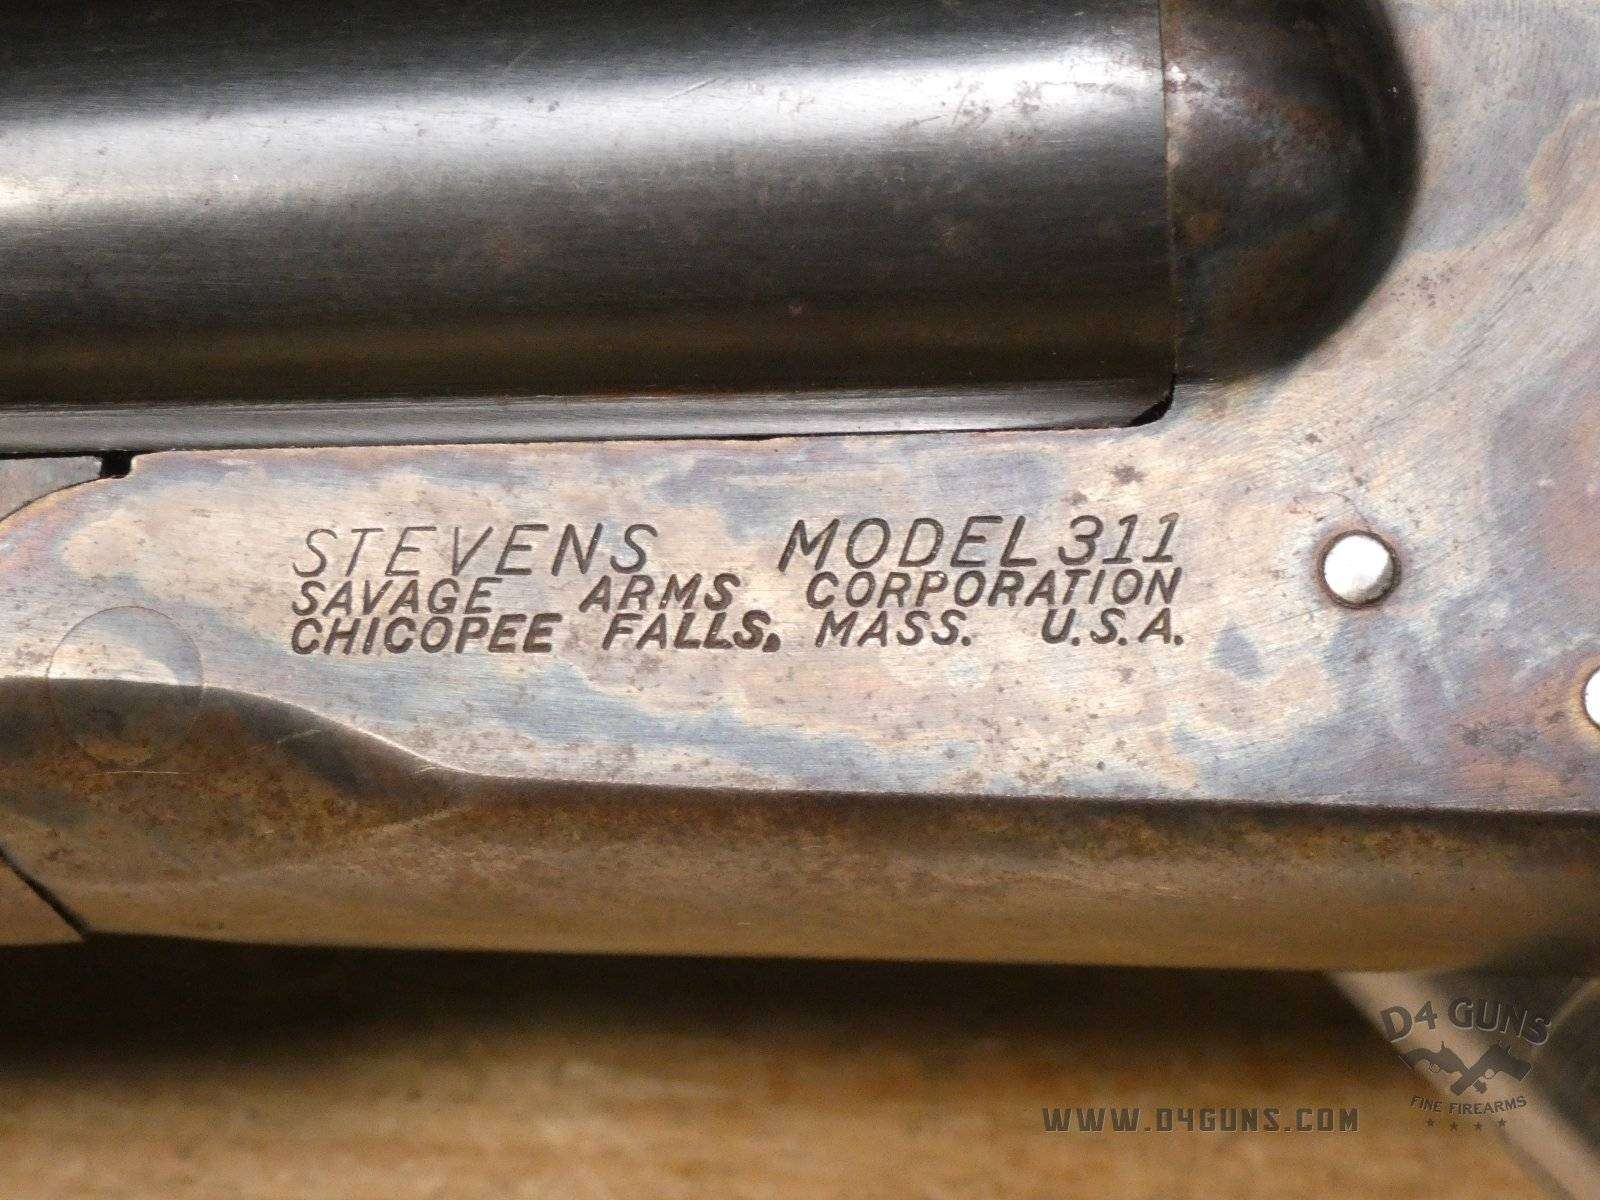 STEVENS MODEL 311
SAVAGE ARMS CORPORATION
CHICOPEE FALLS, MASS. U.S.A.
D4 GUNS
FINE FIREARMS
WWW.D4GUNS.COM